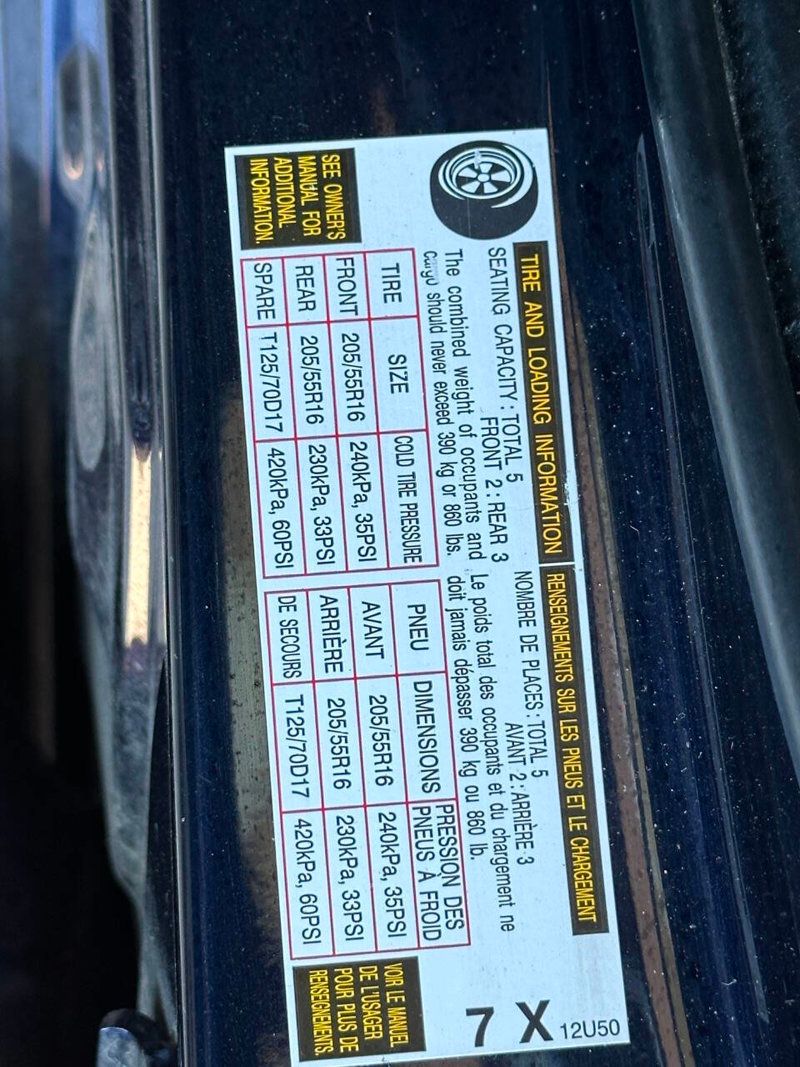 TIRE AND LOADING INFORMATION
RENSEIGNEMENTS SUR LES PNEUS ET LE CHARGEMENT
SEATING CAPACITY : TOTAL 5
FRONT 2 : REAR 3
NOMBRE DE PLACES : TOTAL 5
AVANT 2 : ARRIÈRE 3
The combined weight of occupants and
Cargo should never exceed 390 kg or 860 lbs.
Le poids total des occupants et du chargement ne
doit jamais dépasser 390 kg ou 860 lb.
SEE OWNER'S
MANUAL FOR
ADDITIONAL
INFORMATION.
TIRE SIZE COLD TIRE PRESSURE
FRONT 205/55R16 240kPa, 35PSI
REAR 205/55R16 230kPa, 33PSI
SPARE T125/70D17 420kPa, 60PSI
PNEU DIMENSIONS PRESSION DES
PNEUS À FROID
AVANT 205/55R16 240kPa, 35PSI
ARRIÈRE 205/55R16 230kPa, 33PSI
DE SECOURS T125/70D17 420kPa, 60PSI
VOIR LE MANUEL
DE L'USAGER
POUR PLUS DE
RENSEIGNEMENTS.
12U50
X
7